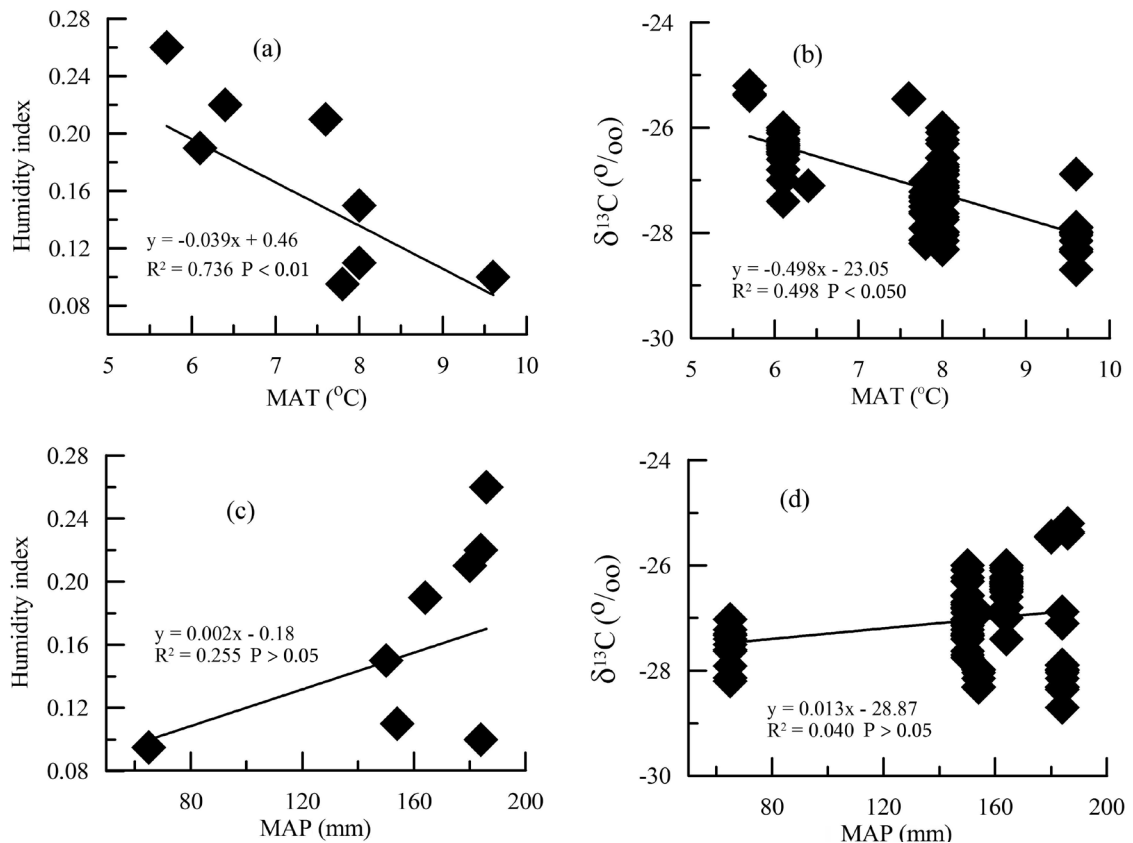 (a)
Humidity index
0.28
0.24
0.20
0.16
0.12
0.08
y = -0.039x + 0.46
R² = 0.736 P < 0.01
5 6 7 8 9 10
MAT (°C)
(b)
δ¹³C (o/oo)
-24
-26
-28
-30
y = -0.498x - 23.05
R² = 0.498 P < 0.050
5 6 7 8 9 10
MAT (°C)
(c)
Humidity index
0.28
0.24
0.20
0.16
0.12
0.08
y = 0.002x - 0.18
R² = 0.255 P > 0.05
80 120 160 200
MAP (mm)
(d)
δ¹³C (o/oo)
-24
-26
-28
-30
y = 0.013x - 28.87
R² = 0.040 P > 0.05
80 120 160 200
MAP (mm)